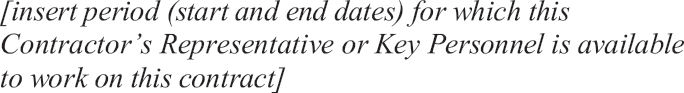 [insert period (start and end dates) for which this
Contractor’s Representative or Key Personnel is available
to work on this contract]